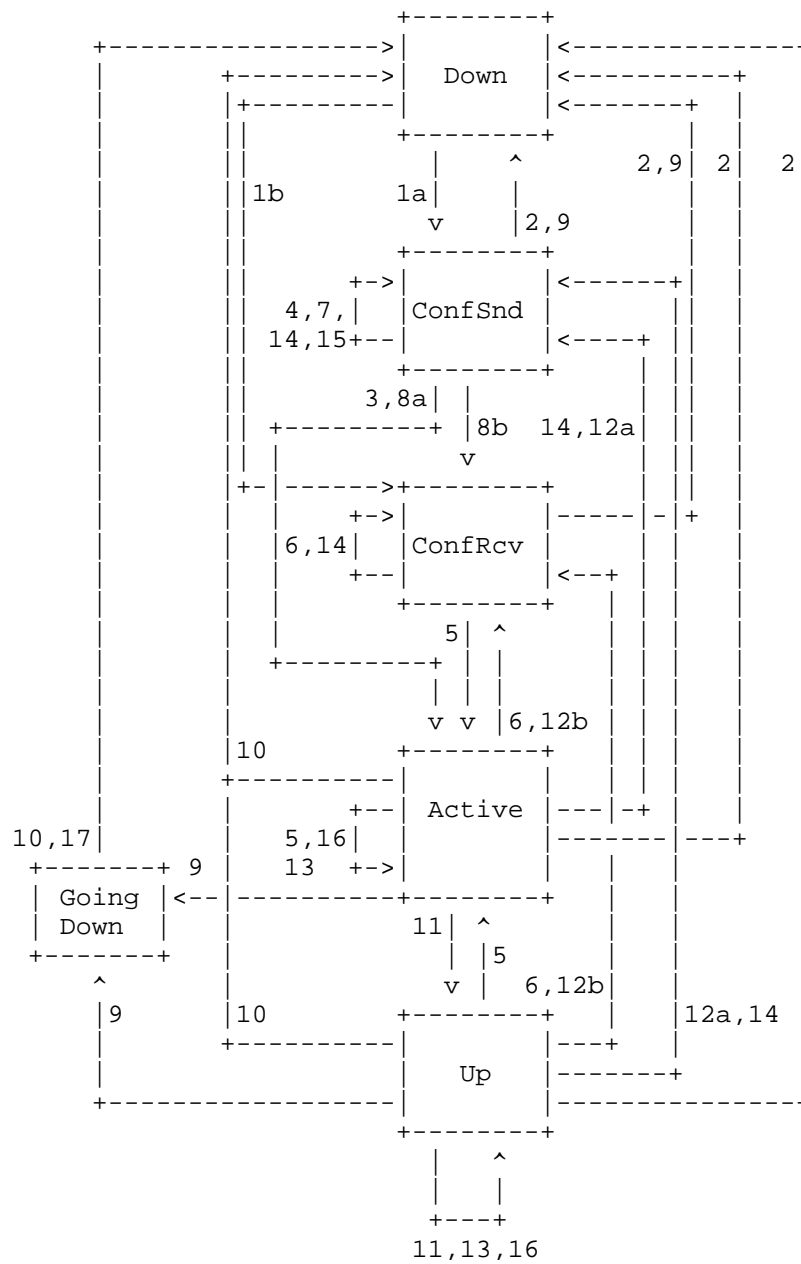 Down
2,9 2 2
1b 1a
2,9
4,7, ConfSnd
14,15
3,8a
8b 14,12a
6,14 ConfRcv
5
6,12b
10
Active
10,17 5,16
9 13
Going
Down 11
5
6,12b
9 10 12a,14
Up
11,13,16